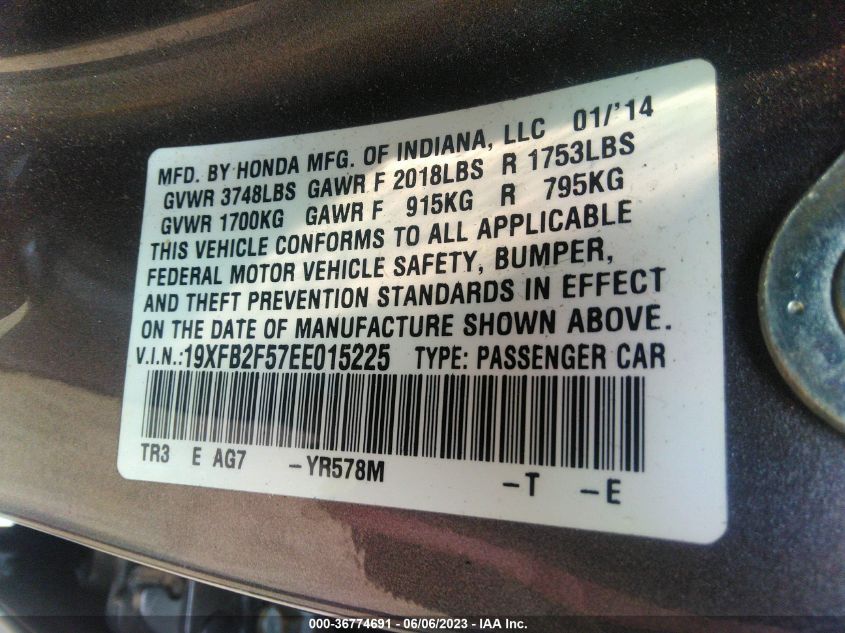 MFD. BY HONDA MFG. OF INDIANA, LLC 01/'14
GVWR 3748LBS GAWR F 2018LBS R 1753LBS
GVWR 1700KG GAWR F 915KG R 795KG
THIS VEHICLE CONFORMS TO ALL APPLICABLE
FEDERAL MOTOR VEHICLE SAFETY, BUMPER,
AND THEFT PREVENTION STANDARDS IN EFFECT
ON THE DATE OF MANUFACTURE SHOWN ABOVE.
V.I.N.:19XFB2F57EE015225 TYPE: PASSENGER CAR
TR3 E AG7 -YR578M -T -E
000-36774691 - 06/06/2023 - IAA Inc.